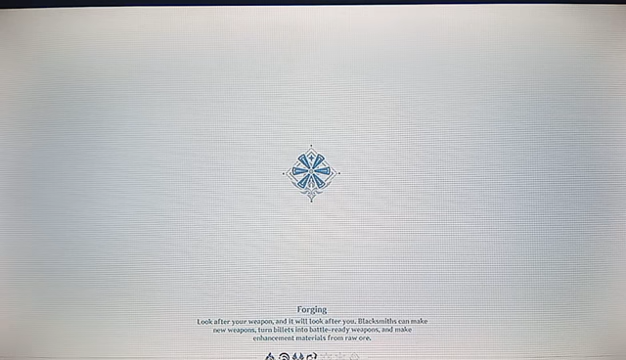 Forging
Look after your weapon, and it will look after you. Blacksmiths can make
new weapons, turn billets into battle-ready weapons, and make
enhancement materials from raw ore.